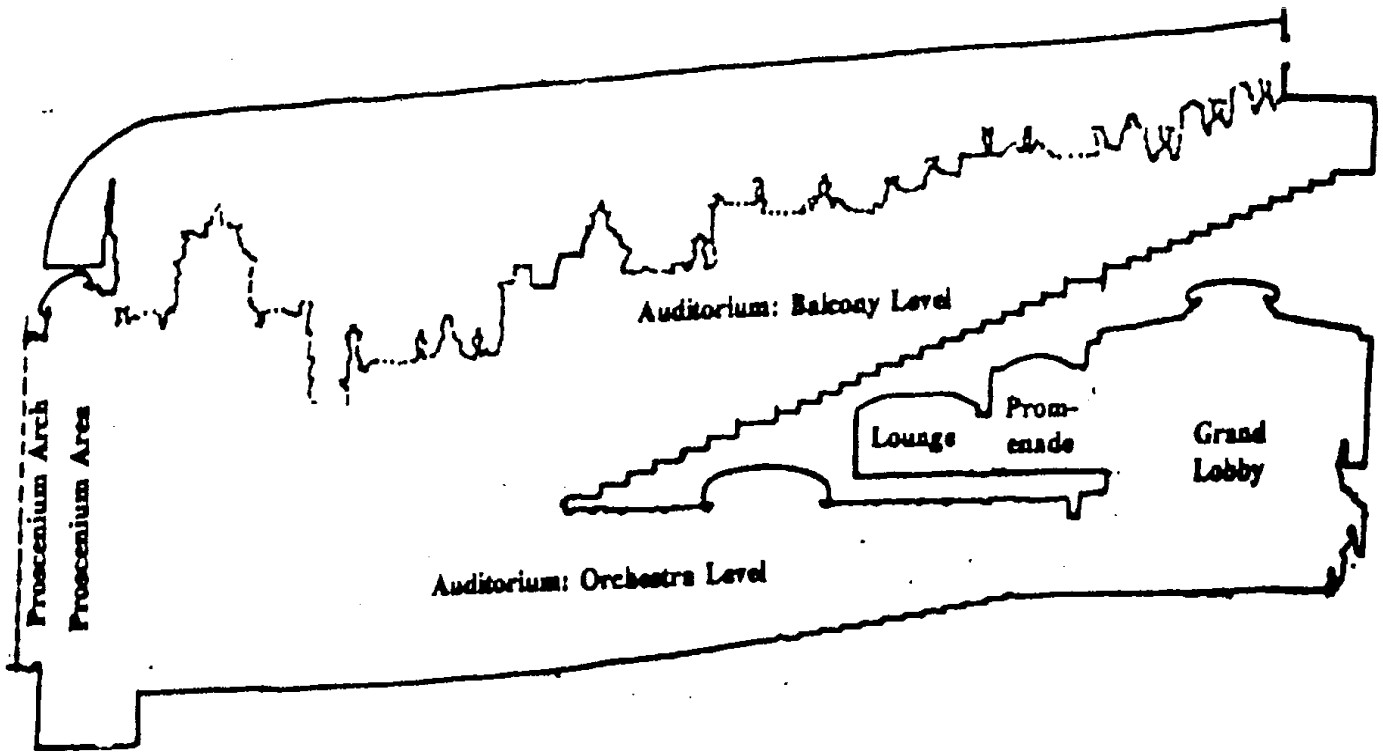 Auditorium: Balcony Level
Prom-
enade
Lounge
Grand
Lobby
Proscenium Arch
Proscenium Area
Auditorium: Orchestra Level